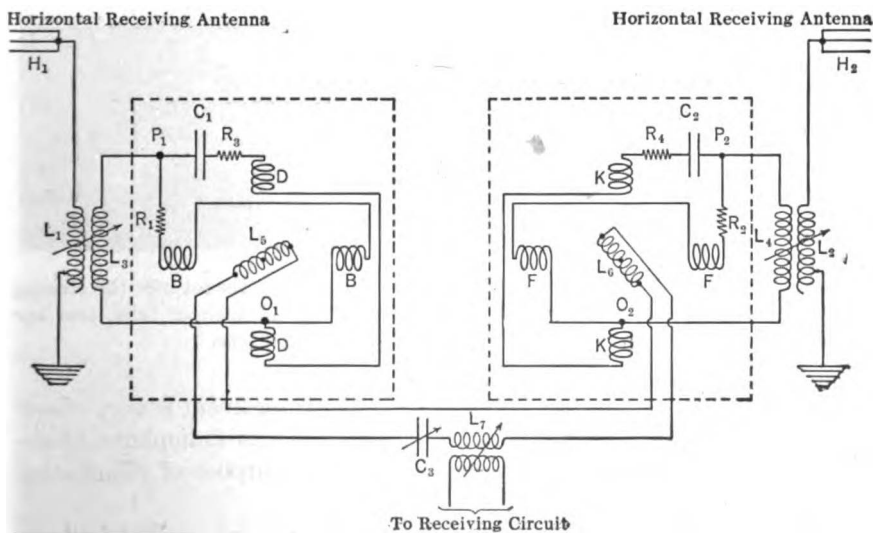 Horizontal Receiving Antenna
Horizontal Receiving Antenna
H₁
H₂
C₁
C₂
P₁
R₃
R₄
P₂
D
K
L₁
L₃
R₁
L₅
B
B
F
L₆
F
R₂
L₄
L₂
O₁
O₂
D
K
L₇
C₃
To Receiving Circuit